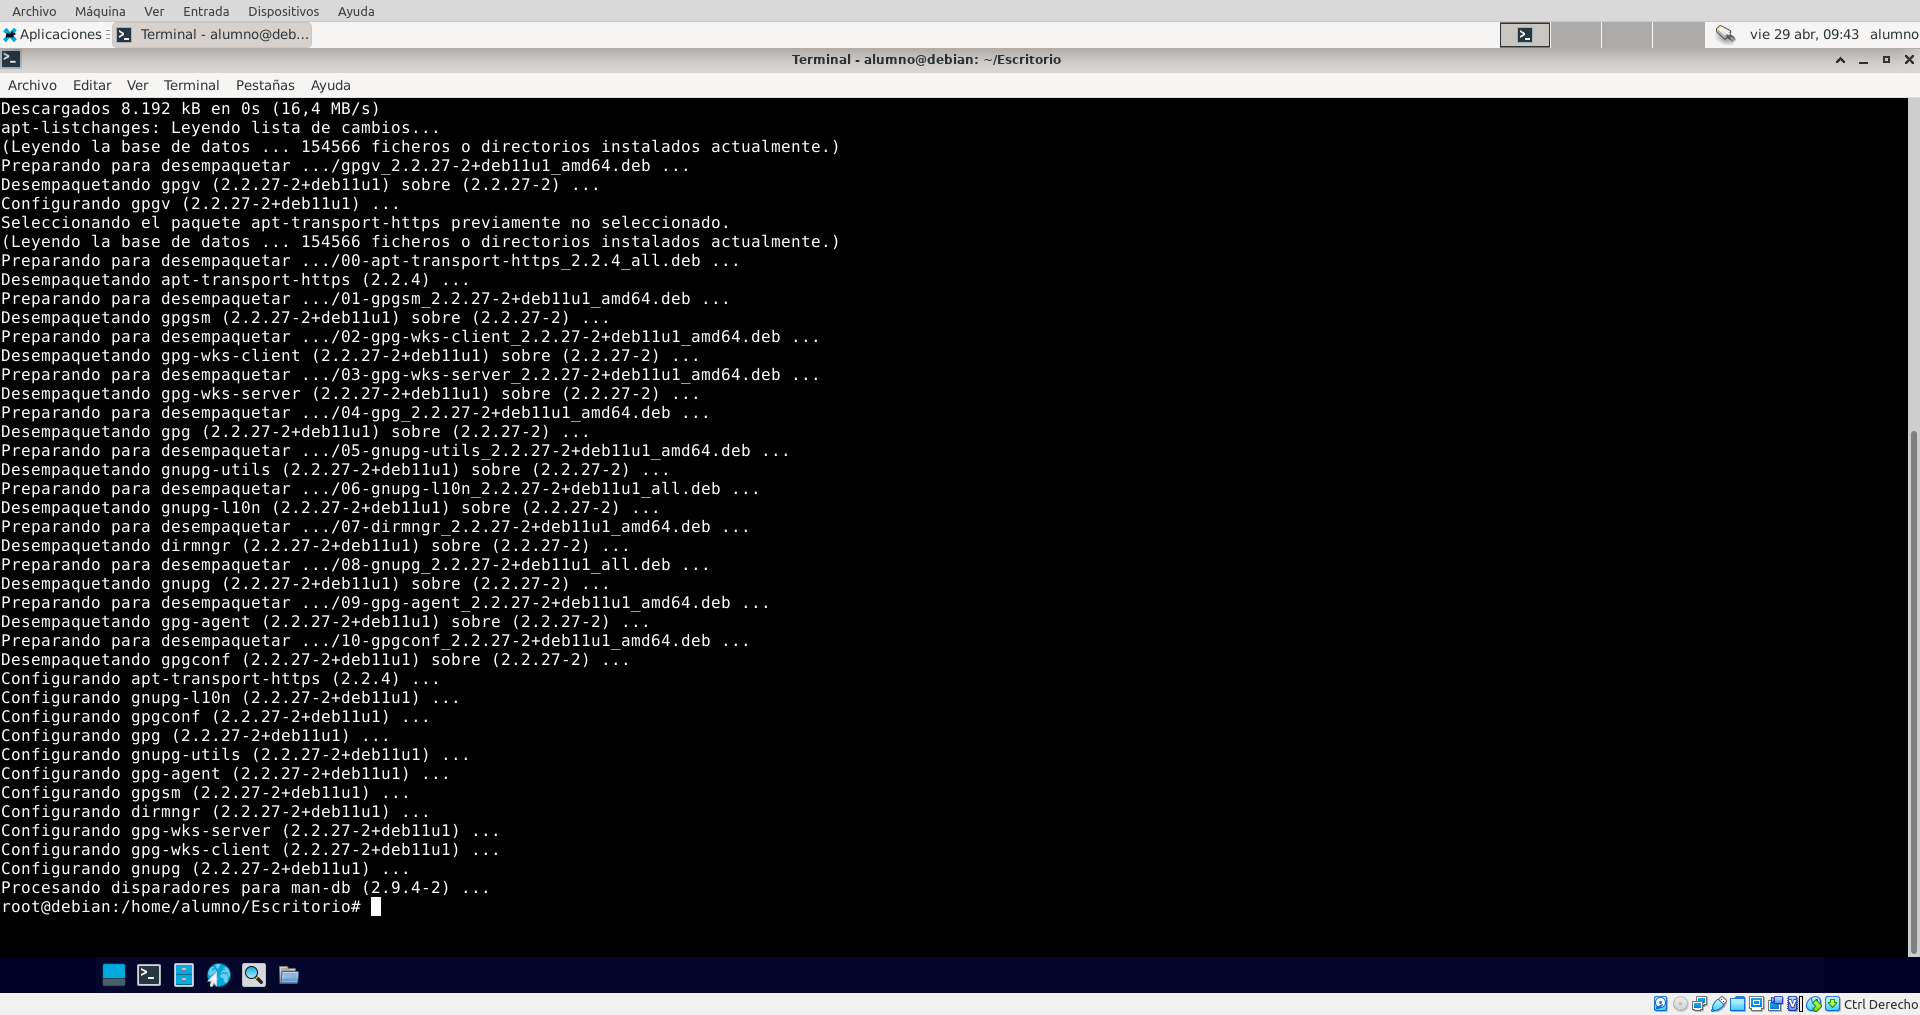 Archivo Máquina Ver Entrada Dispositivos Ayuda
Aplicaciones Terminal - alumno@deb... vie 29 abr, 09:43 alumno
Terminal - alumno@debian: ~/Escritorio
Archivo Editar Ver Terminal Pestañas Ayuda
Descargados 8.192 kB en 0s (16,4 MB/s)
apt-listchanges: Leyendo lista de cambios...
(Leyendo la base de datos ... 154566 ficheros o directorios instalados actualmente.)
Preparando para desempaquetar .../gpgv_2.2.27-2+deb11u1_amd64.deb ...
Desempaquetando gpgv (2.2.27-2+deb11u1) sobre (2.2.27-2) ...
Configurando gpgv (2.2.27-2+deb11u1) ...
Seleccionando el paquete apt-transport-https previamente no seleccionado.
(Leyendo la base de datos ... 154566 ficheros o directorios instalados actualmente.)
Preparando para desempaquetar .../00-apt-transport-https_2.2.4_all.deb ...
Desempaquetando apt-transport-https (2.2.4) ...
Preparando para desempaquetar .../01-gpgsm_2.2.27-2+deb11u1_amd64.deb ...
Desempaquetando gpgsm (2.2.27-2+deb11u1) sobre (2.2.27-2) ...
Preparando para desempaquetar .../02-gpg-wks-client_2.2.27-2+deb11u1_amd64.deb ...
Desempaquetando gpg-wks-client (2.2.27-2+deb11u1) sobre (2.2.27-2) ...
Preparando para desempaquetar .../03-gpg-wks-server_2.2.27-2+deb11u1_amd64.deb ...
Desempaquetando gpg-wks-server (2.2.27-2+deb11u1) sobre (2.2.27-2) ...
Preparando para desempaquetar .../04-gpg_2.2.27-2+deb11u1_amd64.deb ...
Desempaquetando gpg (2.2.27-2+deb11u1) sobre (2.2.27-2) ...
Preparando para desempaquetar .../05-gnupg-utils_2.2.27-2+deb11u1_amd64.deb ...
Desempaquetando gnupg-utils (2.2.27-2+deb11u1) sobre (2.2.27-2) ...
Preparando para desempaquetar .../06-gnupg-l10n_2.2.27-2+deb11u1_all.deb ...
Desempaquetando gnupg-l10n (2.2.27-2+deb11u1) sobre (2.2.27-2) ...
Preparando para desempaquetar .../07-dirmngr_2.2.27-2+deb11u1_amd64.deb ...
Desempaquetando dirmngr (2.2.27-2+deb11u1) sobre (2.2.27-2) ...
Preparando para desempaquetar .../08-gnupg_2.2.27-2+deb11u1_all.deb ...
Desempaquetando gnupg (2.2.27-2+deb11u1) sobre (2.2.27-2) ...
Preparando para desempaquetar .../09-gpg-agent_2.2.27-2+deb11u1_amd64.deb ...
Desempaquetando gpg-agent (2.2.27-2+deb11u1) sobre (2.2.27-2) ...
Preparando para desempaquetar .../10-gpgconf_2.2.27-2+deb11u1_amd64.deb ...
Desempaquetando gpgconf (2.2.27-2+deb11u1) sobre (2.2.27-2) ...
Configurando apt-transport-https (2.2.4) ...
Configurando gnupg-l10n (2.2.27-2+deb11u1) ...
Configurando gpgconf (2.2.27-2+deb11u1) ...
Configurando gpg (2.2.27-2+deb11u1) ...
Configurando gnupg-utils (2.2.27-2+deb11u1) ...
Configurando gpg-agent (2.2.27-2+deb11u1) ...
Configurando gpgsm (2.2.27-2+deb11u1) ...
Configurando dirmngr (2.2.27-2+deb11u1) ...
Configurando gpg-wks-server (2.2.27-2+deb11u1) ...
Configurando gpg-wks-client (2.2.27-2+deb11u1) ...
Configurando gnupg (2.2.27-2+deb11u1) ...
Procesando disparadores para man-db (2.9.4-2) ...
root@debian:/home/alumno/Escritorio#
Ctrl Derecho